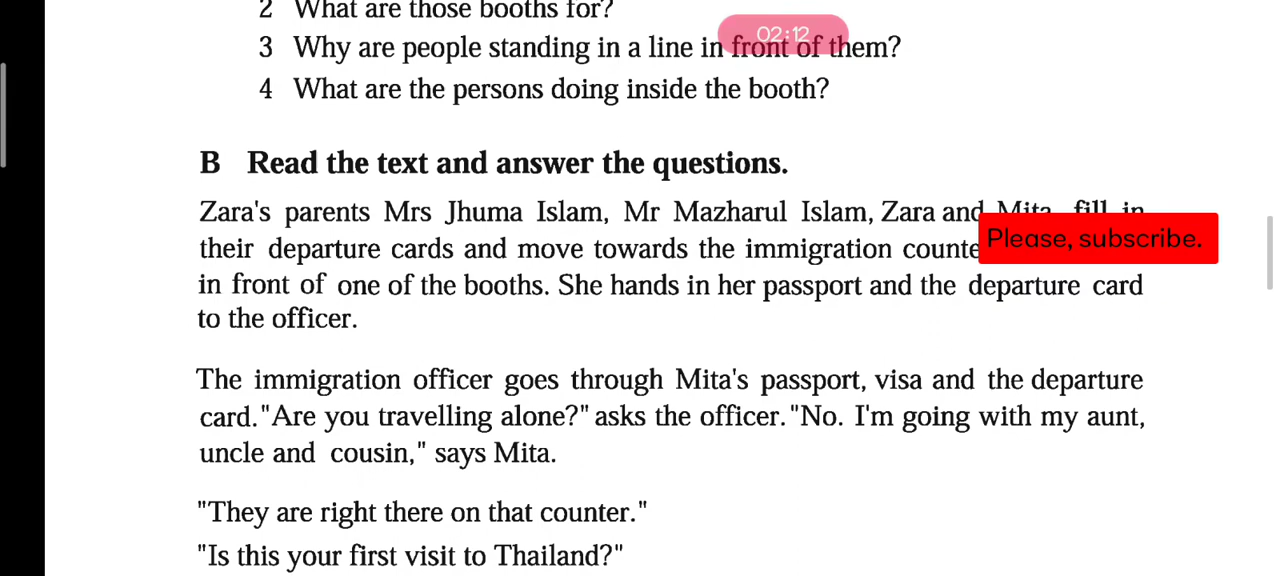 2 What are those booths for?
3 Why are people standing in a line in front of them?
02:12
4 What are the persons doing inside the booth?
B Read the text and answer the questions.
Zara's parents Mrs Jhuma Islam, Mr Mazharul Islam, Zara and Mita fill in
their departure cards and move towards the immigration
Please, subscribe.
in front of one of the booths. She hands in her passport and the departure card
to the officer.
The immigration officer goes through Mita's passport, visa and the departure
card. "Are you travelling alone?" asks the officer. "No. I'm going with my aunt,
uncle and cousin," says Mita.
"They are right there on that counter."
"Is this your first visit to Thailand?"